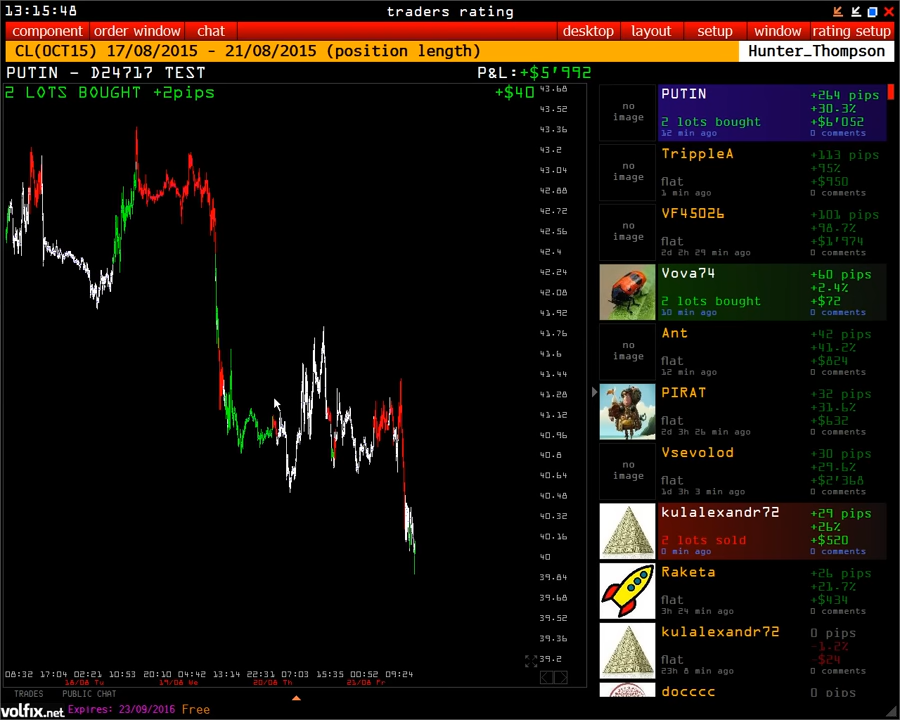 13:15:48
traders rating
component
order window
chat
desktop
layout
setup
window
rating setup
CL(OCT15) 17/08/2015 - 21/08/2015 (position length)
Hunter_Thompson
PUTIN - D24717 TEST
P&L:+$5'992
2 LOTS BOUGHT +2pips
+$40
43.68
43.52
43.36
43.2
43.04
42.88
42.72
42.56
42.4
42.24
42.08
41.92
41.76
41.6
41.44
41.28
41.12
40.96
40.8
40.64
40.48
40.32
40.16
40
39.84
39.68
39.52
39.36
39.2
08:32 17:04 02:21 10:53 20:10 04:42 13:14 22:31 07:03 15:35 00:52 09:24
18/08 Tu
19/08 We
20/08 Th
21/08 Fr
no image
PUTIN
+264 pips
+30.3%
2 lots bought
+$6'052
12 min ago
0 comments
no image
TrippleA
+113 pips
+95%
flat
+$950
1 min ago
0 comments
no image
VF45026
+101 pips
+98.7%
flat
+$1'974
2d 2h 29 min ago
0 comments
Vova74
+60 pips
+2.4%
2 lots bought
+$72
10 min ago
0 comments
no image
Ant
+42 pips
+41.2%
flat
+$824
12 min ago
0 comments
PIRAT
+32 pips
+31.6%
flat
+$632
2d 3h 26 min ago
0 comments
no image
Vsevolod
+30 pips
+29.6%
flat
+$2'368
1d 3h 3 min ago
0 comments
kulalexandr72
+29 pips
+26%
2 lots sold
+$520
0 min ago
0 comments
Raketa
+26 pips
+21.7%
flat
+$434
3h 24 min ago
0 comments
kulalexandr72
0 pips
-1.2%
flat
-$24
23h 8 min ago
0 comments
docccc
0 pips
TRADES
PUBLIC CHAT
volfix.net
Expires: 23/09/2016
Free